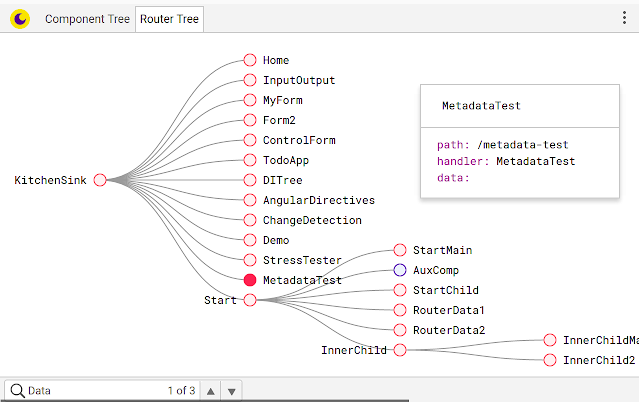 Component Tree Router Tree
Home
InputOutput
MyForm
Form2
ControlForm
TodoApp
KitchenSink
DITree
AngularDirectives
ChangeDetection
Demo
StressTester
MetadataTest
Start
StartMain
AuxComp
StartChild
RouterData1
RouterData2
InnerChild
InnerChildMa
InnerChild2
MetadataTest
path: /metadata-test
handler: MetadataTest
data:
Data 1 of 3